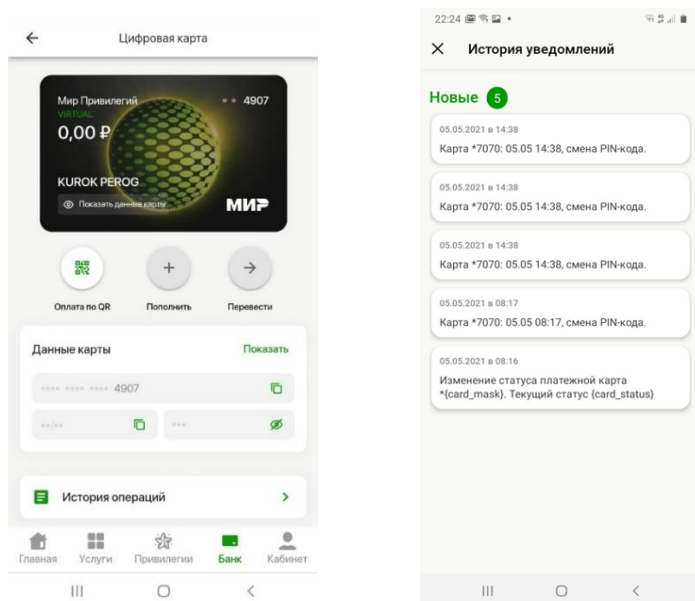 Цифровая карта
Мир Привилегий
4907
VIRTUAL
0,00 ₽
KUROK PEROG
Показать данные карты
МИР
Оплата по QR
Пополнить
Перевести
Данные карты
Показать
•••• •••• •••• 4907
••/••
•••
История операций
Главная
Услуги
Привилегии
Банк
Кабинет
22:24
История уведомлений
Новые 5
05.05.2021 в 14:38
Карта *7070: 05.05 14:38, смена PIN-кода.
05.05.2021 в 14:38
Карта *7070: 05.05 14:38, смена PIN-кода.
05.05.2021 в 14:38
Карта *7070: 05.05 14:38, смена PIN-кода.
05.05.2021 в 08:17
Карта *7070: 05.05 08:17, смена PIN-кода.
05.05.2021 в 08:16
Изменение статуса платежной карта
*{card_mask}. Текущий статус {card_status}